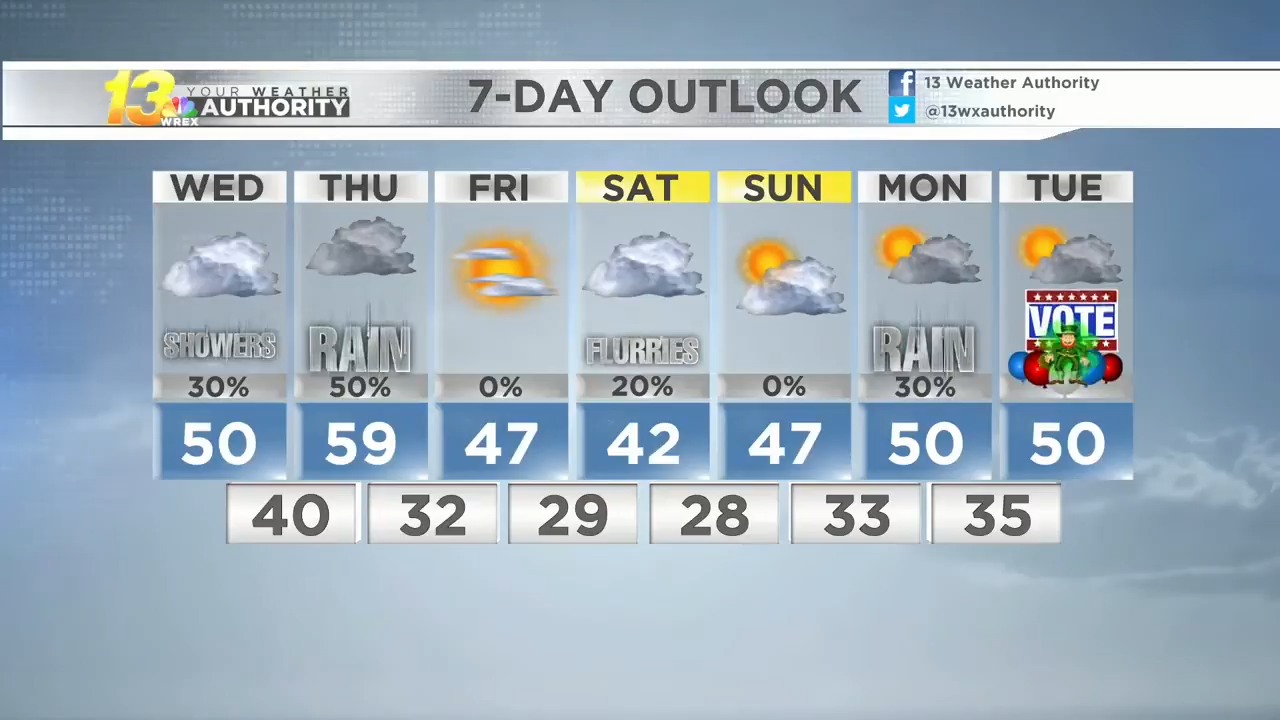 13 YOUR WEATHER
AUTHORITY
WREX
7-DAY OUTLOOK
13 Weather Authority
@13wxauthority
WED THU FRI SAT SUN MON TUE
VOTE
SHOWERS RAIN FLURRIES RAIN
30% 50% 0% 20% 0% 30%
50 59 47 42 47 50 50
40 32 29 28 33 35